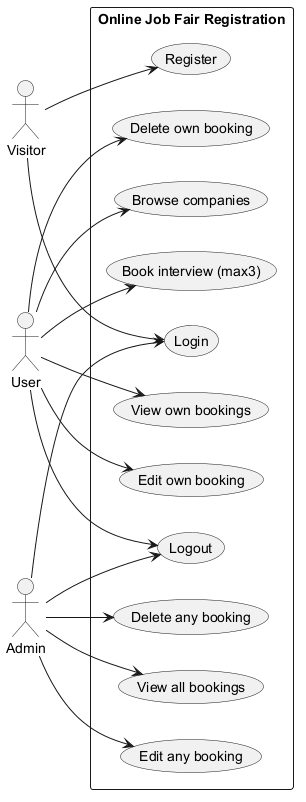 Online Job Fair Registration
Register
Visitor
Delete own booking
Browse companies
Book interview (max3)
Login
User
View own bookings
Edit own booking
Logout
Admin
Delete any booking
View all bookings
Edit any booking